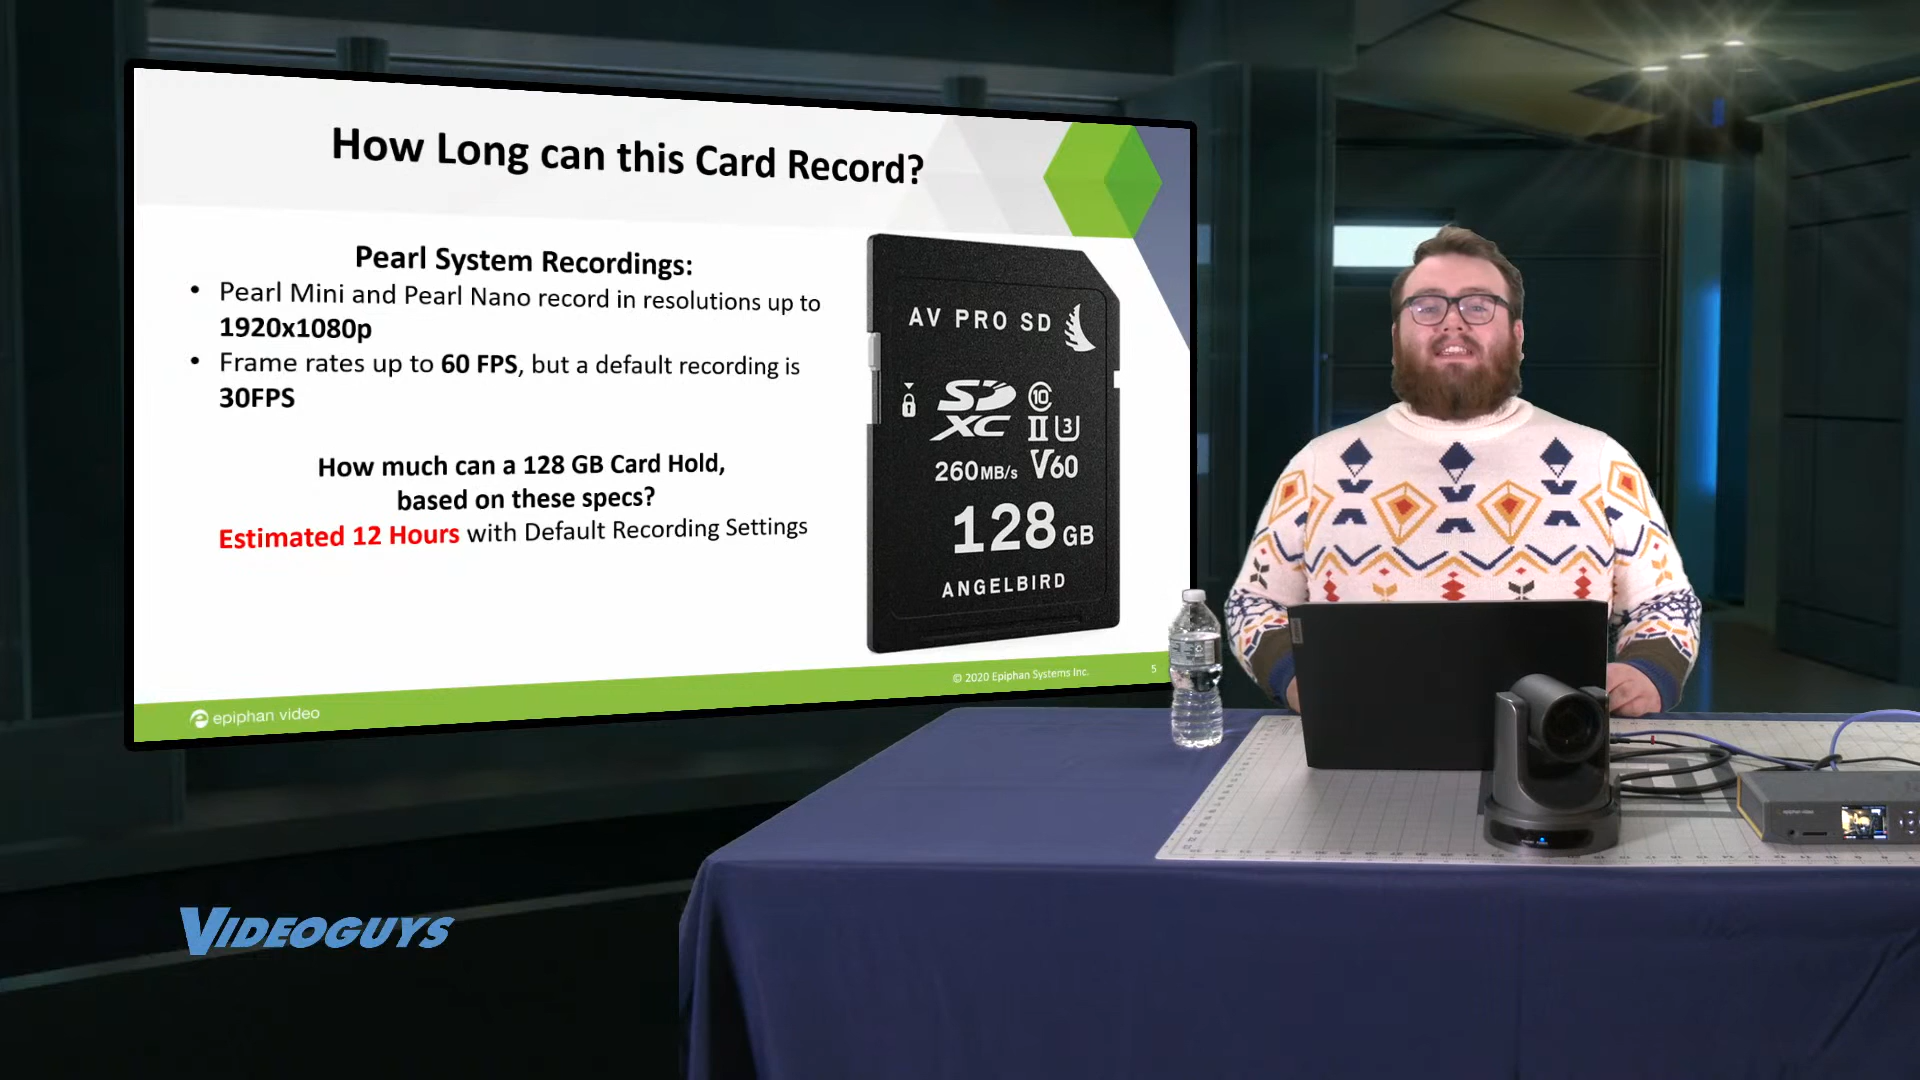 How Long can this Card Record?
Pearl System Recordings:
• Pearl Mini and Pearl Nano record in resolutions up to
1920x1080p
• Frame rates up to 60 FPS, but a default recording is
30FPS
How much can a 128 GB Card Hold,
based on these specs?
Estimated 12 Hours with Default Recording Settings
AV PRO SD
SD
XC
10
II 3
260MB/s V60
128 GB
ANGELBIRD
© 2020 Epiphan Systems Inc. 5
epiphan video
VIDEOGUYS